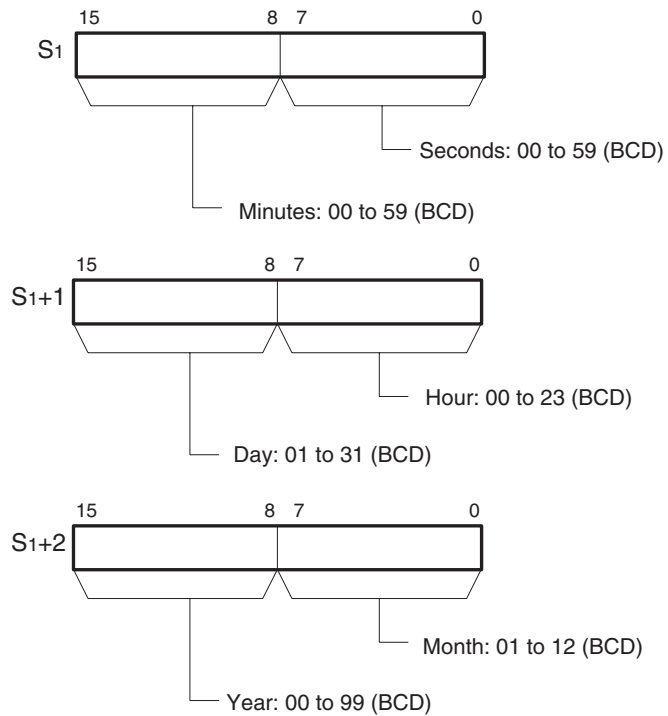 15 8 7 0
S1
Seconds: 00 to 59 (BCD)
Minutes: 00 to 59 (BCD)
15 8 7 0
S1+1
Hour: 00 to 23 (BCD)
Day: 01 to 31 (BCD)
15 8 7 0
S1+2
Month: 01 to 12 (BCD)
Year: 00 to 99 (BCD)